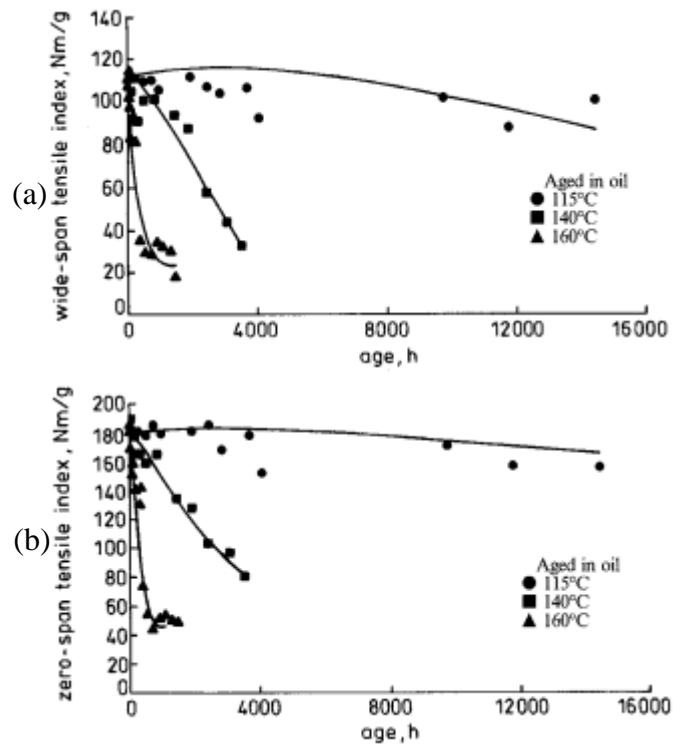 (a)
wide-span tensile index, Nm/g
140
120
100
80
60
40
20
0
Aged in oil
115°C
140°C
160°C
0 4000 8000 12000 16000
age, h
(b)
zero-span tensile index, Nm/g
200
180
160
140
120
100
80
60
40
20
0
Aged in oil
115°C
140°C
160°C
0 4000 8000 12000 16000
age, h